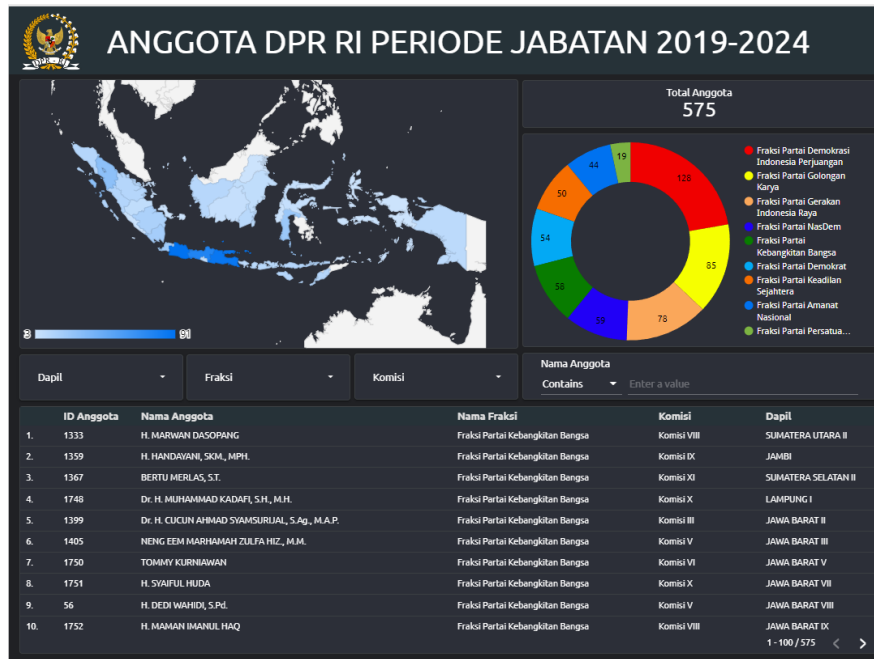 ANGGOTA DPR RI PERIODE JABATAN 2019-2024
DPR - RI
Total Anggota
575
128
85
78
59
58
54
50
44
19
Fraksi Partai Demokrasi
Indonesia Perjuangan
Fraksi Partai Golongan
Karya
Fraksi Partai Gerakan
Indonesia Raya
Fraksi Partai NasDem
Fraksi Partai
Kebangkitan Bangsa
Fraksi Partai Demokrat
Fraksi Partai Keadilan
Sejahtera
Fraksi Partai Amanat
Nasional
Fraksi Partai Persatua...
3 91
Dapil
Fraksi
Komisi
Nama Anggota
Contains Enter a value
ID Anggota Nama Anggota Nama Fraksi Komisi Dapil
1. 1333 H. MARWAN DASOPANG Fraksi Partai Kebangkitan Bangsa Komisi VIII SUMATERA UTARA II
2. 1359 H. HANDAYANI, SKM., MPH. Fraksi Partai Kebangkitan Bangsa Komisi IX JAMBI
3. 1367 BERTU MERLAS, S.T. Fraksi Partai Kebangkitan Bangsa Komisi XI SUMATERA SELATAN II
4. 1748 Dr. H. MUHAMMAD KADAFI, S.H., M.H. Fraksi Partai Kebangkitan Bangsa Komisi X LAMPUNG I
5. 1399 Dr. H. CUCUN AHMAD SYAMSURIJAL, S.Ag., M.A.P. Fraksi Partai Kebangkitan Bangsa Komisi III JAWA BARAT II
6. 1405 NENG EEM MARHAMAH ZULFA HIZ., M.M. Fraksi Partai Kebangkitan Bangsa Komisi V JAWA BARAT III
7. 1750 TOMMY KURNIAWAN Fraksi Partai Kebangkitan Bangsa Komisi VI JAWA BARAT V
8. 1751 H. SYAIFUL HUDA Fraksi Partai Kebangkitan Bangsa Komisi X JAWA BARAT VII
9. 56 H. DEDI WAHIDI, S.Pd. Fraksi Partai Kebangkitan Bangsa Komisi V JAWA BARAT VIII
10. 1752 H. MAMAN IMANUL HAQ Fraksi Partai Kebangkitan Bangsa Komisi VIII JAWA BARAT IX
1 - 100 / 575